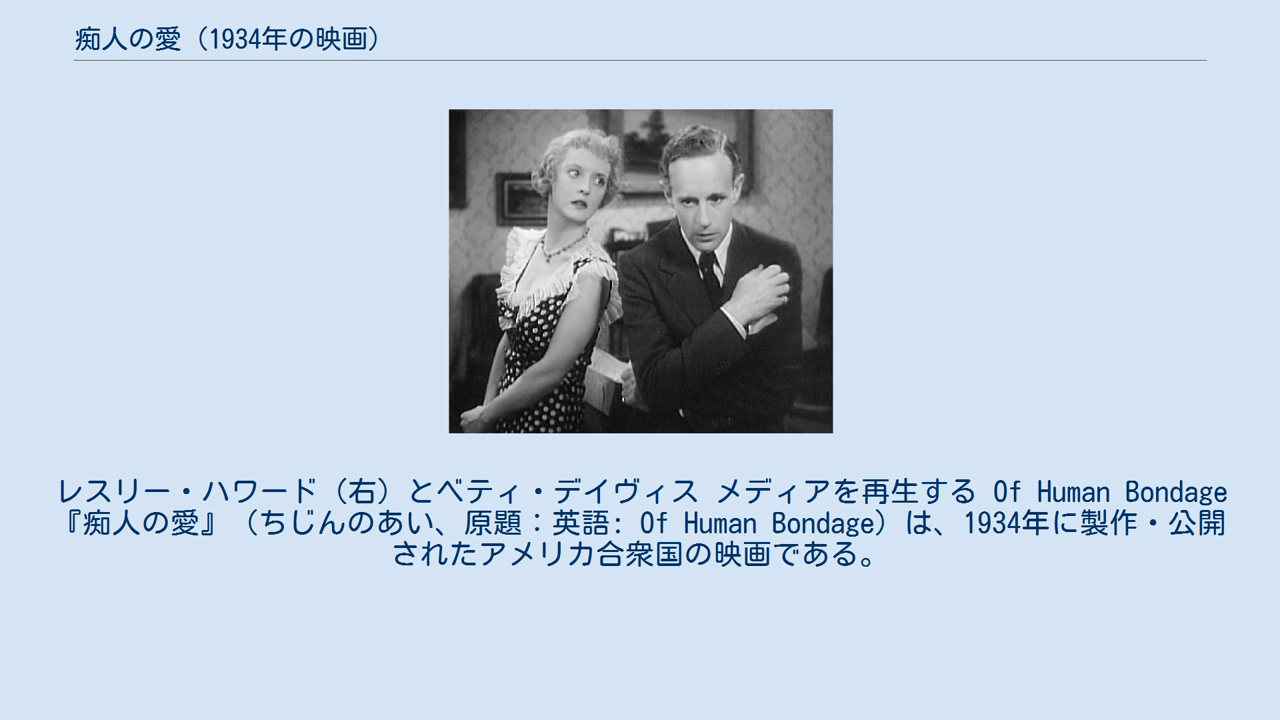 痴人の愛（1934年の映画）
レスリー・ハワード（右）とベティ・デイヴィス メディアを再生する Of Human Bondage
『痴人の愛』（ちじんのあい、原題：英語: Of Human Bondage）は、1934年に製作・公開
されたアメリカ合衆国の映画である。